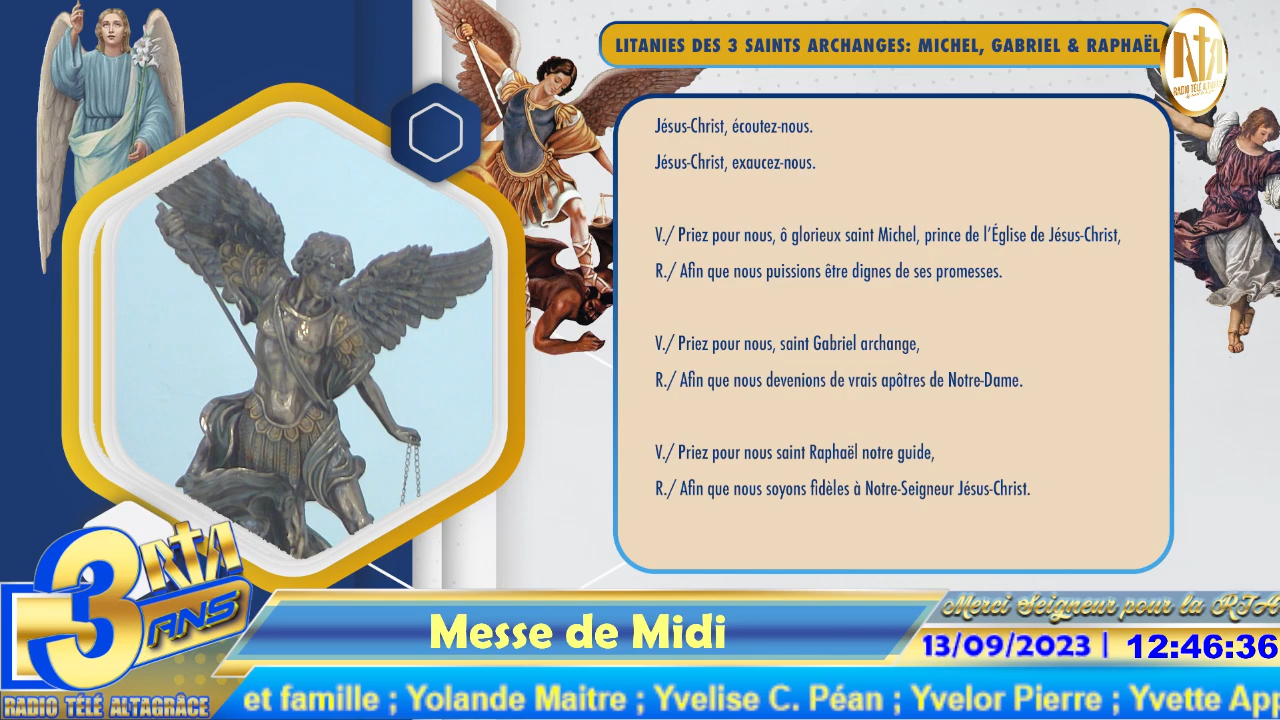 LITANIES DES 3 SAINTS ARCHANGES: MICHEL, GABRIEL & RAPHAËL
RADIO TÉLÉ
Jésus-Christ, écoutez-nous.
Jésus-Christ, exaucez-nous.
V./ Priez pour nous, ô glorieux saint Michel, prince de l'Église de Jésus-Christ,
R./ Afin que nous puissions être dignes de ses promesses.
V./ Priez pour nous, saint Gabriel archange,
R./ Afin que nous devenions de vrais apôtres de Notre-Dame.
V./ Priez pour nous saint Raphaël notre guide,
R./ Afin que nous soyons fidèles à Notre-Seigneur Jésus-Christ.
3 ANS
RTA
RADIO TÉLÉ ALTAGRÂCE
Messe de Midi
Merci Seigneur pour la RTA
13/09/2023 | 12:46:36
et famille ; Yolande Maitre ; Yvelise C. Péan ; Yvelor Pierre ; Yvette App